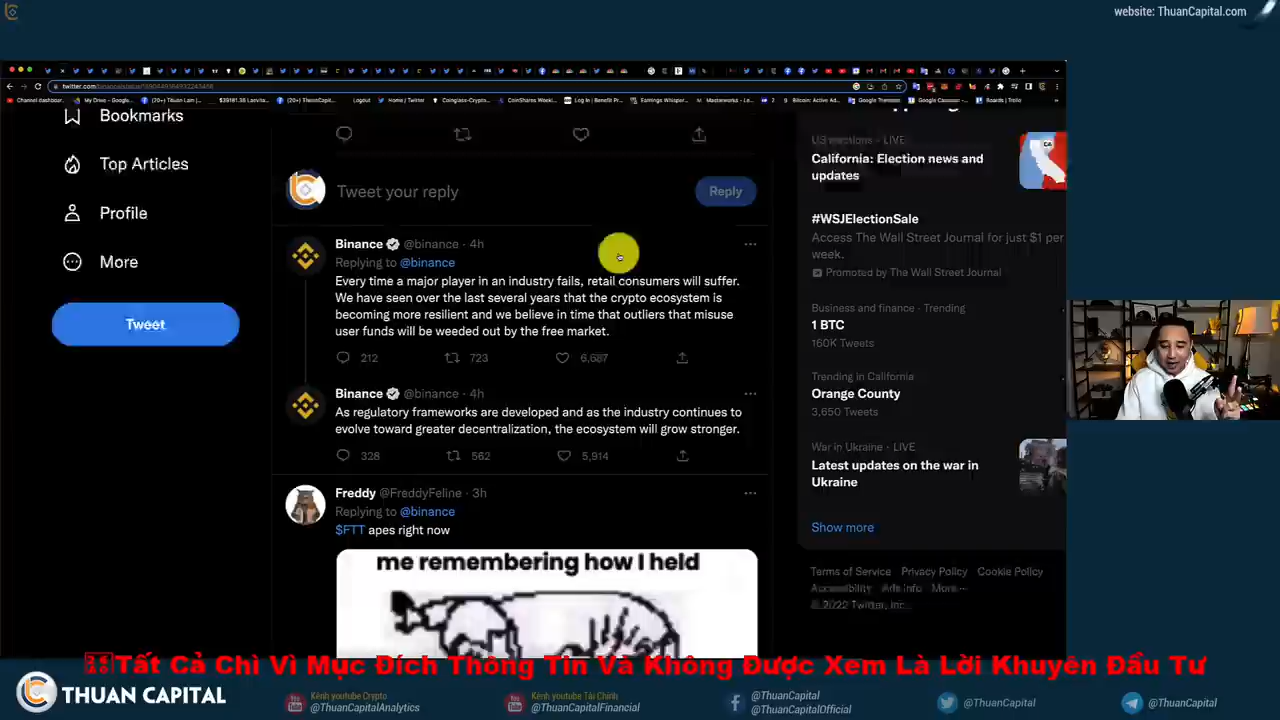 website: ThuanCapital.com
Bookmarks
Top Articles
Profile
More
Tweet
Tweet your reply
Reply
Binance @binance · 4h
Replying to @binance
Every time a major player in an industry fails, retail consumers will suffer.
We have seen over the last several years that the crypto ecosystem is
becoming more resilient and we believe in time that outliers that misuse
user funds will be weeded out by the free market.
212 723 6,687
Binance @binance · 4h
As regulatory frameworks are developed and as the industry continues to
evolve toward greater decentralization, the ecosystem will grow stronger.
328 562 5,914
Freddy @FreddyFeline · 3h
Replying to @binance
$FTT apes right now
me remembering how I held
US elections · LIVE
California: Election news and
updates
#WSJElectionSale
Access The Wall Street Journal for just $1 per
week.
Promoted by The Wall Street Journal
Business and finance · Trending
1 BTC
160K Tweets
Trending in California
Orange County
3,650 Tweets
War in Ukraine · LIVE
Latest updates on the war in
Ukraine
Show more
Terms of Service Privacy Policy Cookie Policy
Accessibility Ads info More ···
© 2022 Twitter, Inc.
Tất Cả Chỉ Vì Mục Đích Thông Tin Và Không Được Xem Là Lời Khuyên Đầu Tư
THUAN CAPITAL
Kênh youtube Crypto
@ThuanCapitalAnalytics
Kênh youtube Tài Chính
@ThuanCapitalFinancial
@ThuanCapital
@ThuanCapitalOfficial
@ThuanCapital
@ThuanCapital